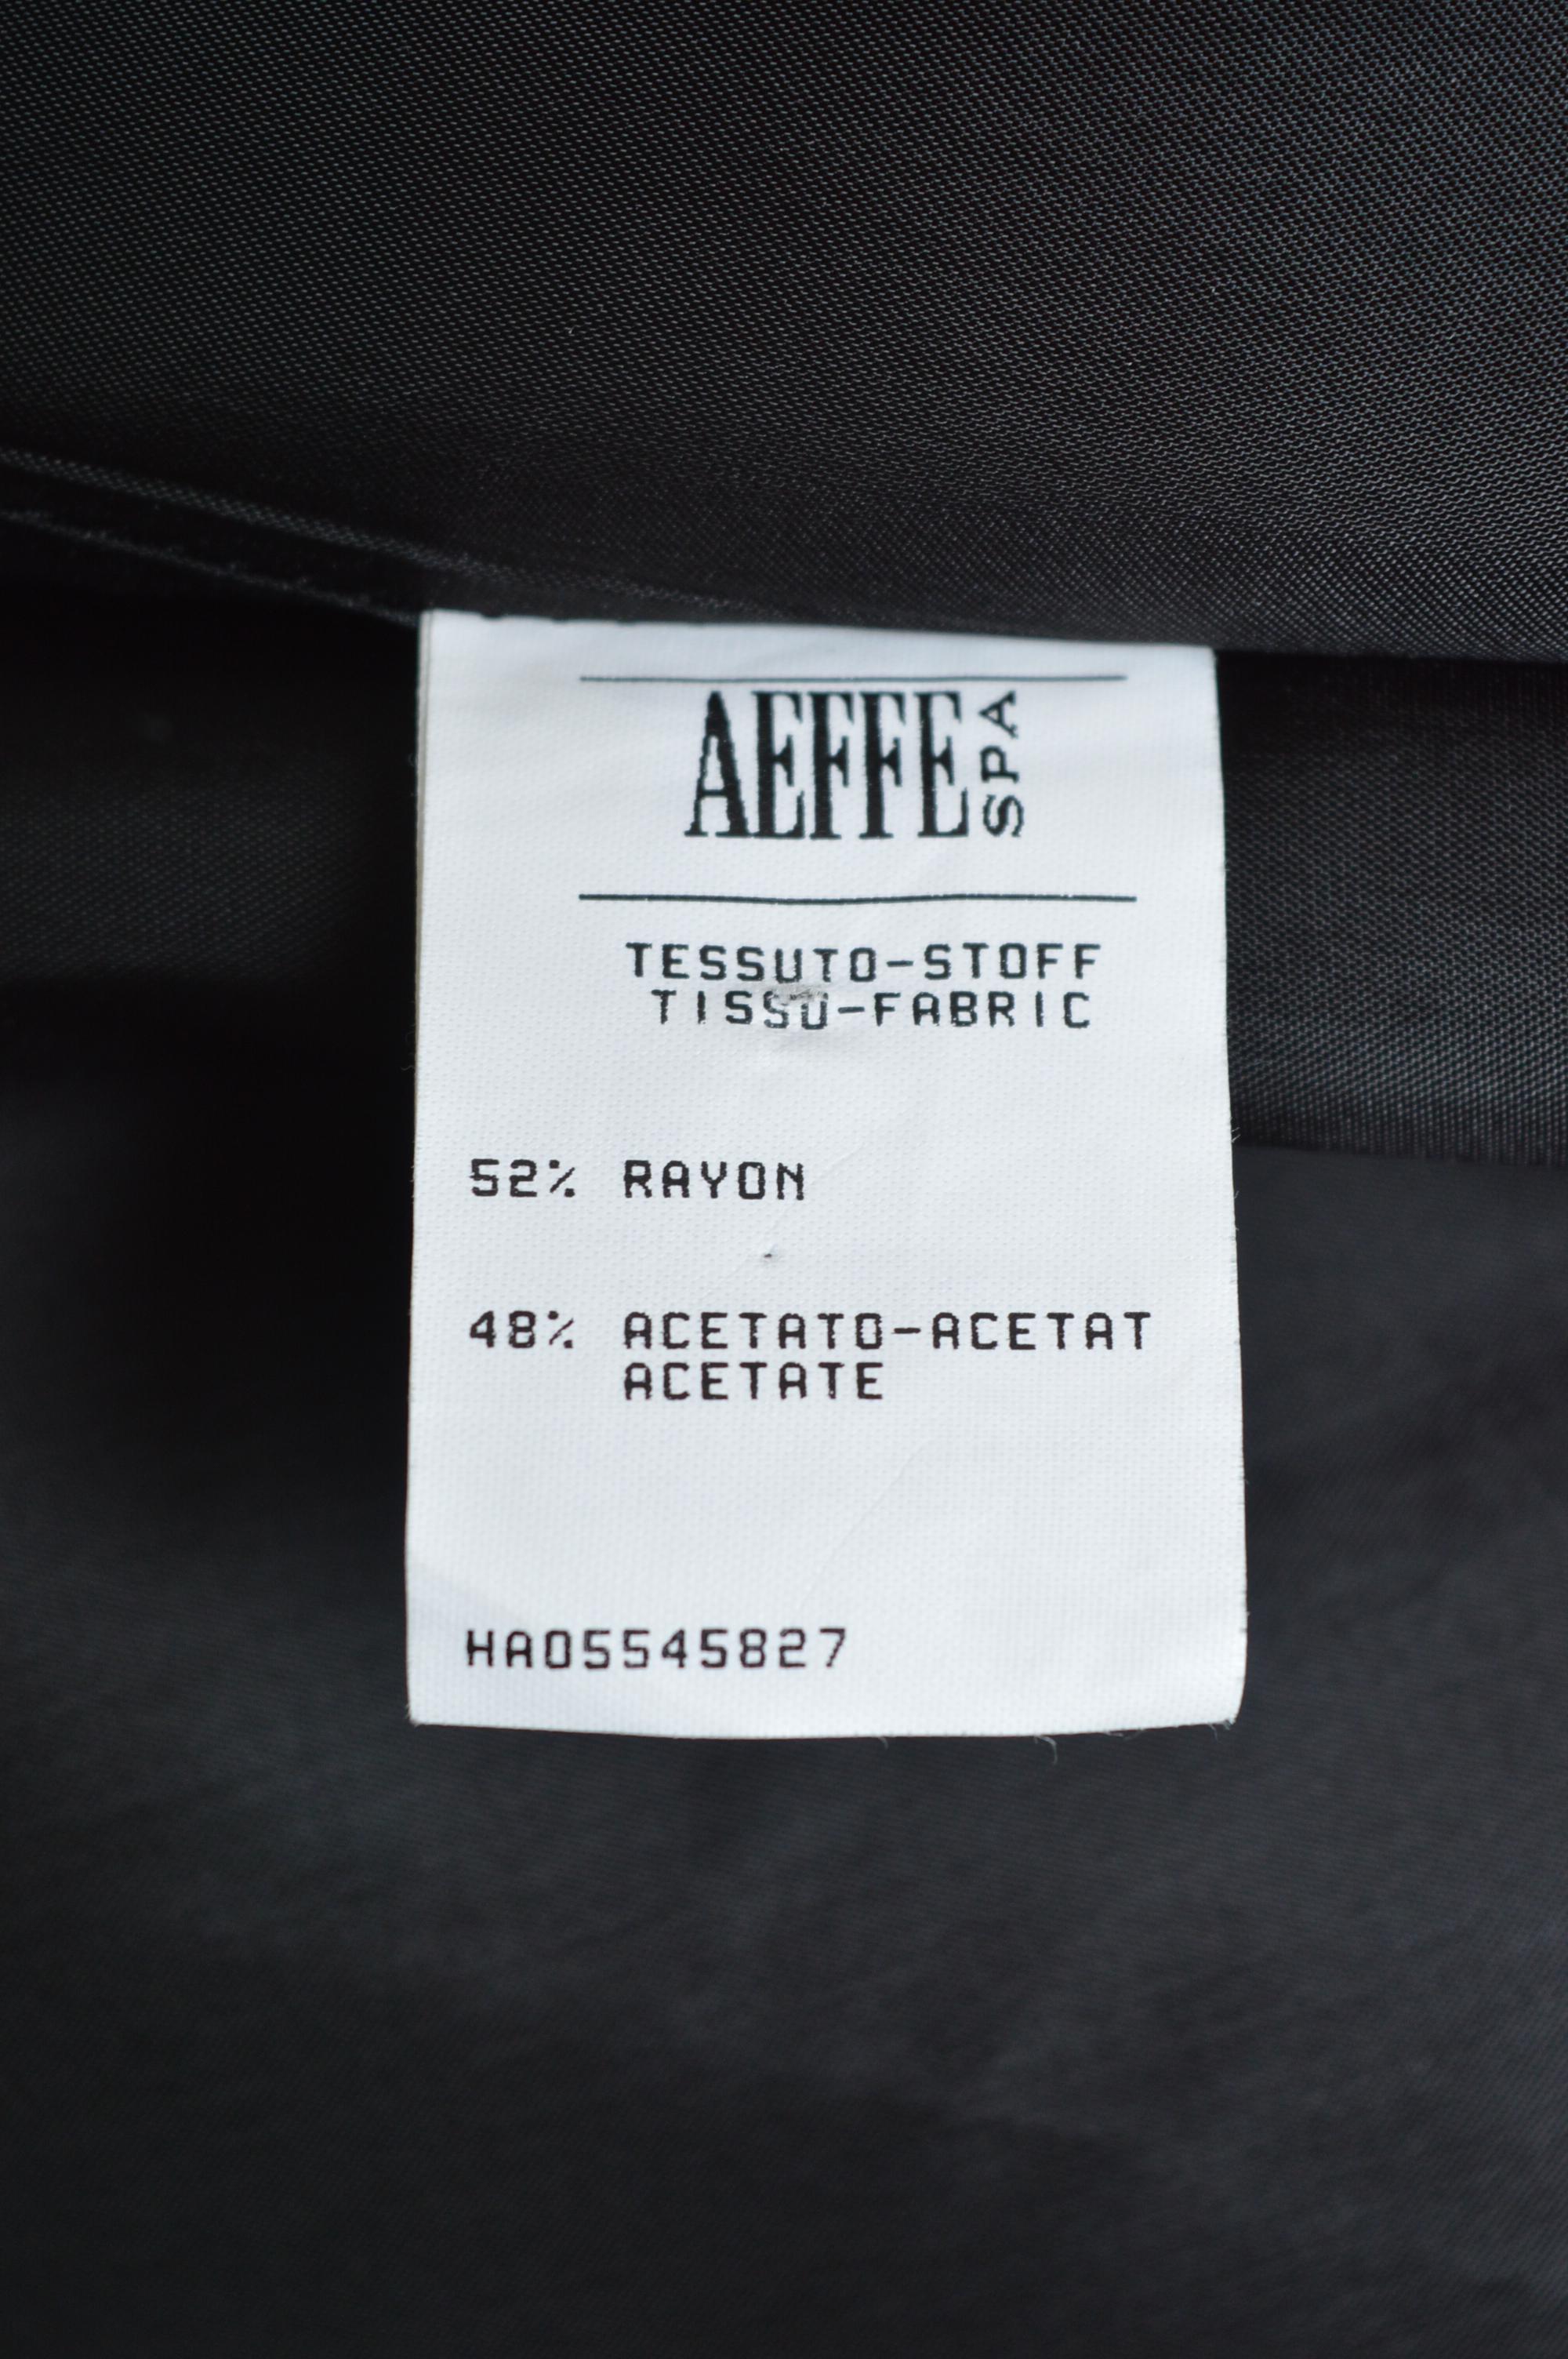 AEFFE SPA
TESSUTO-STOFF
TISSU-FABRIC
52% RAYON
48% ACETATO-ACETAT
ACETATE
HA05545827